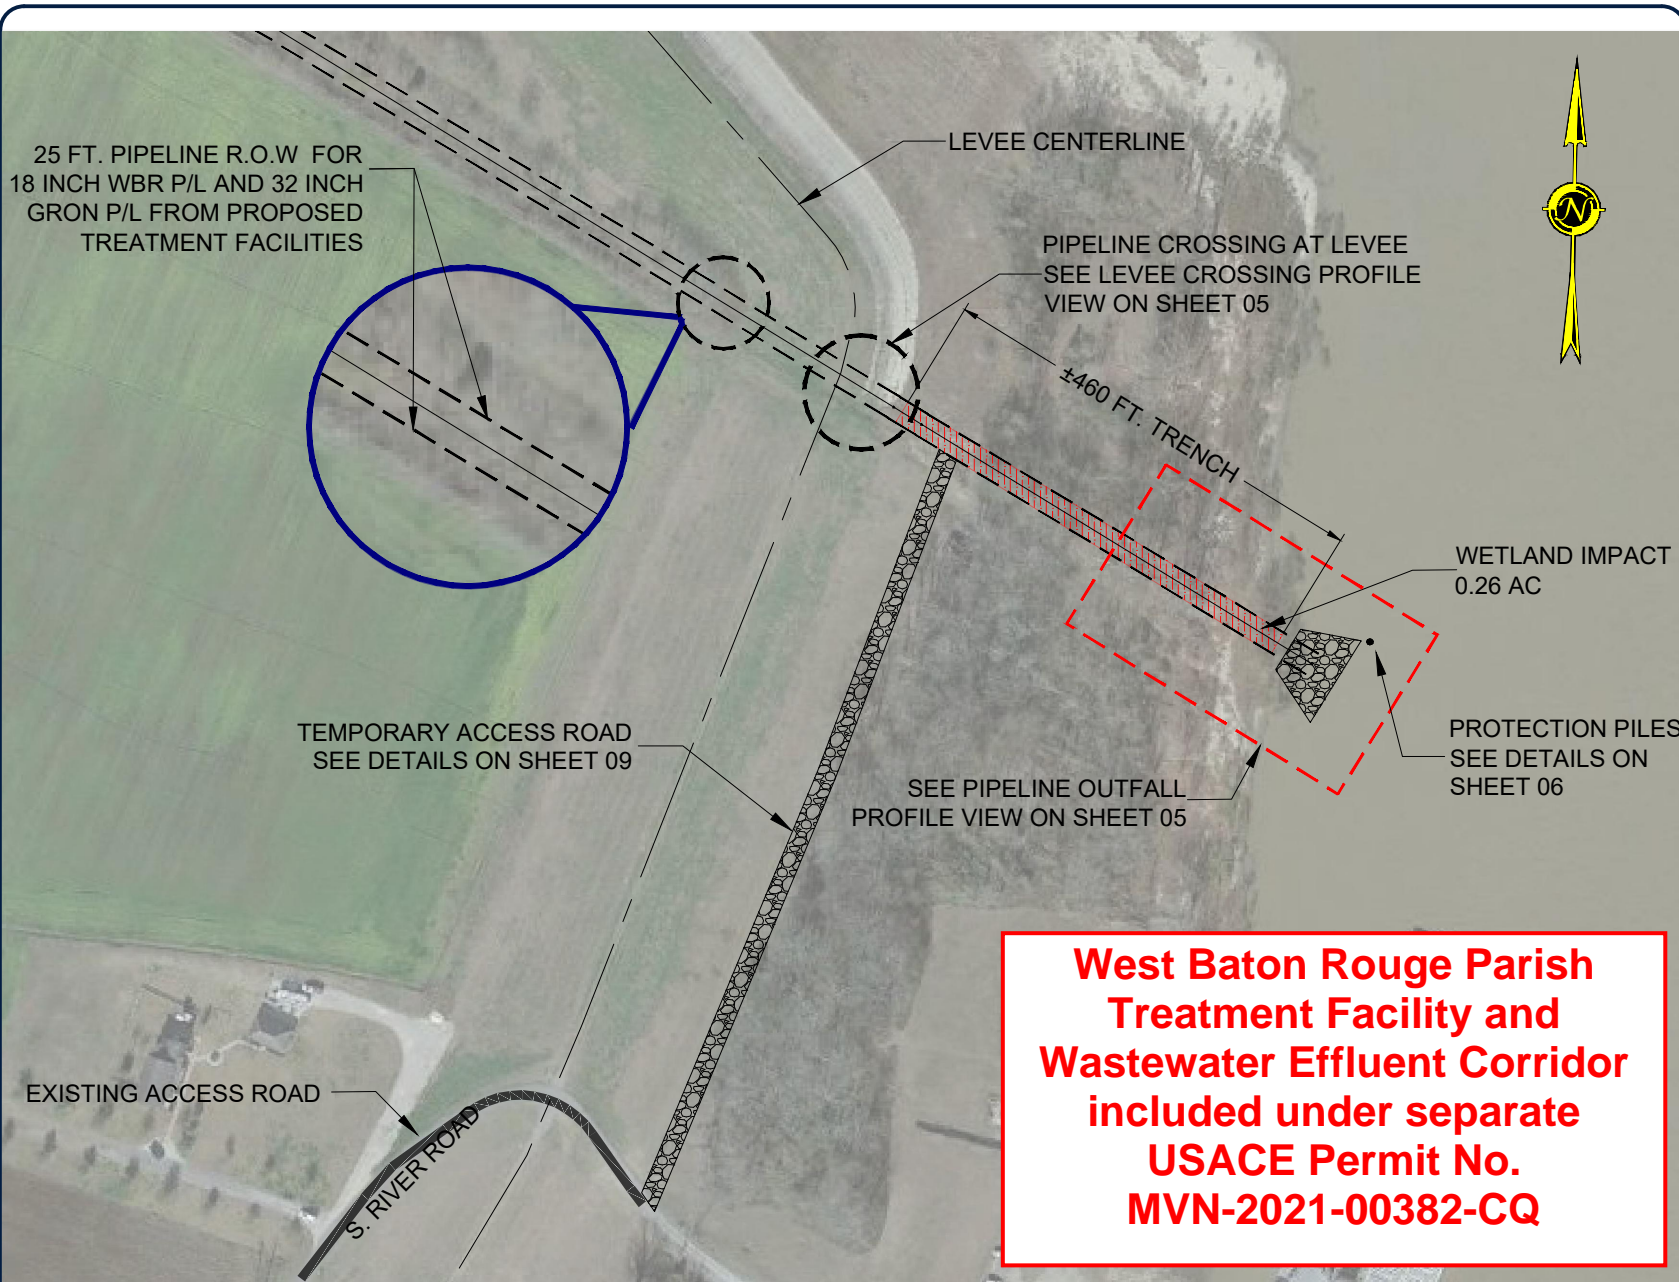 25 FT. PIPELINE R.O.W FOR
18 INCH WBR P/L AND 32 INCH
GRON P/L FROM PROPOSED
TREATMENT FACILITIES
LEVEE CENTERLINE
N
PIPELINE CROSSING AT LEVEE
SEE LEVEE CROSSING PROFILE
VIEW ON SHEET 05
±460 FT. TRENCH
WETLAND IMPACT
0.26 AC
TEMPORARY ACCESS ROAD
SEE DETAILS ON SHEET 09
PROTECTION PILES
SEE DETAILS ON
SHEET 06
SEE PIPELINE OUTFALL
PROFILE VIEW ON SHEET 05
EXISTING ACCESS ROAD
S. RIVER ROAD
West Baton Rouge Parish
Treatment Facility and
Wastewater Effluent Corridor
included under separate
USACE Permit No.
MVN-2021-00382-CQ